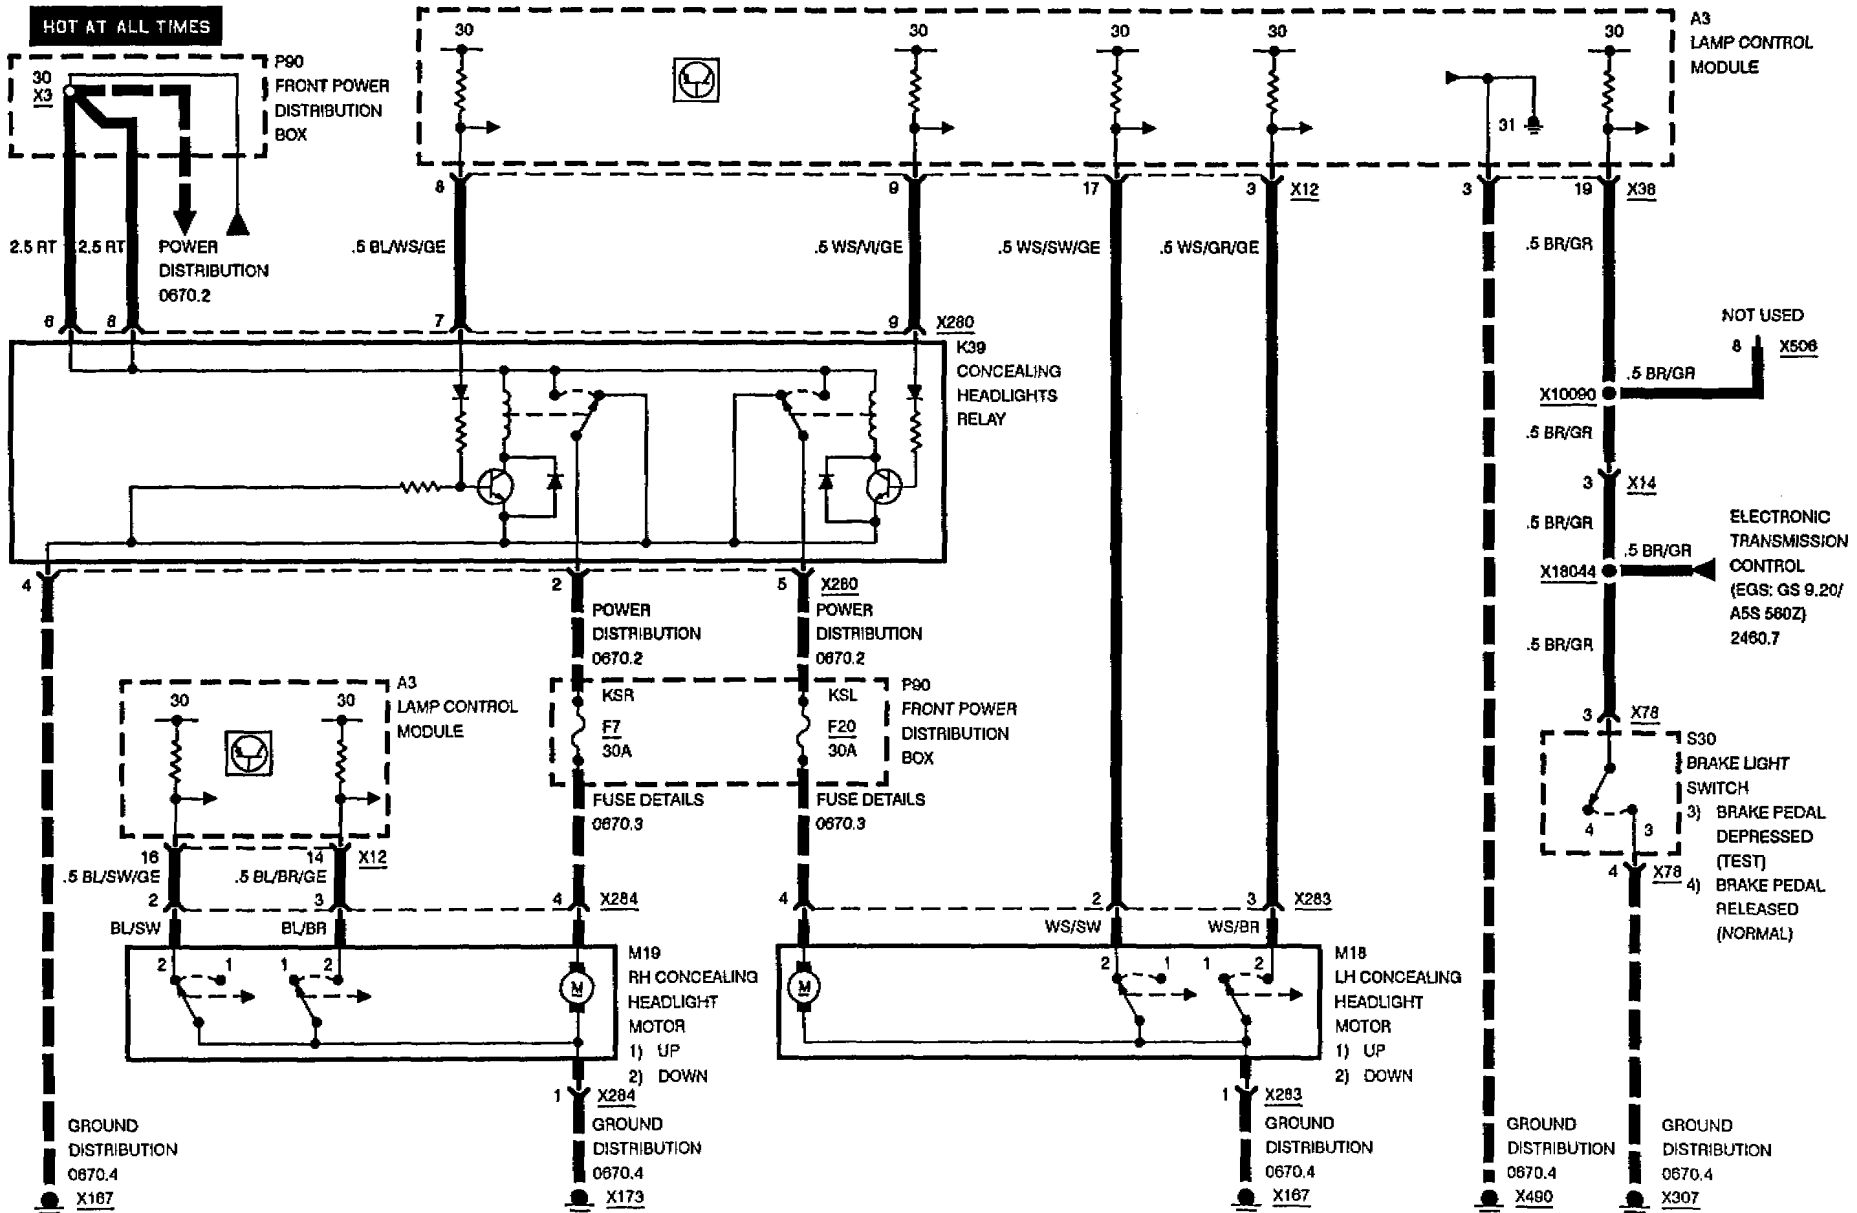 HOT AT ALL TIMES
30
X3
P90
FRONT POWER
DISTRIBUTION
BOX
30
30
30
30
31
30
A3
LAMP CONTROL
MODULE
8
9
17
3
X12
3
19
X38
2.5 RT
2.5 RT
POWER
DISTRIBUTION
0670.2
.5 BL/WS/GE
.5 WS/VI/GE
.5 WS/SW/GE
.5 WS/GR/GE
.5 BR/GR
6
8
7
9
X280
K39
CONCEALING
HEADLIGHTS
RELAY
NOT USED
8
X506
.5 BR/GR
X10090
.5 BR/GR
3
X14
.5 BR/GR
.5 BR/GR
X18044
ELECTRONIC
TRANSMISSION
CONTROL
(EGS: GS 9.20/
A5S 560Z)
2460.7
.5 BR/GR
4
2
5
X280
POWER
DISTRIBUTION
0670.2
POWER
DISTRIBUTION
0670.2
30
30
A3
LAMP CONTROL
MODULE
KSR
F7
30A
KSL
F20
30A
P90
FRONT POWER
DISTRIBUTION
BOX
FUSE DETAILS
0670.3
FUSE DETAILS
0670.3
3
X78
S30
BRAKE LIGHT
SWITCH
3) BRAKE PEDAL
DEPRESSED
(TEST)
4) BRAKE PEDAL
RELEASED
(NORMAL)
4
3
4
X78
16
14
X12
.5 BL/SW/GE
.5 BL/BR/GE
2
3
4
X284
4
2
3
X283
BL/SW
BL/BR
WS/SW
WS/BR
2
1
1
2
M
M19
RH CONCEALING
HEADLIGHT
MOTOR
1) UP
2) DOWN
M
2
1
1
2
M18
LH CONCEALING
HEADLIGHT
MOTOR
1) UP
2) DOWN
1
X284
1
X283
GROUND
DISTRIBUTION
0670.4
X167
GROUND
DISTRIBUTION
0670.4
X173
GROUND
DISTRIBUTION
0670.4
X167
GROUND
DISTRIBUTION
0670.4
X490
GROUND
DISTRIBUTION
0670.4
X307